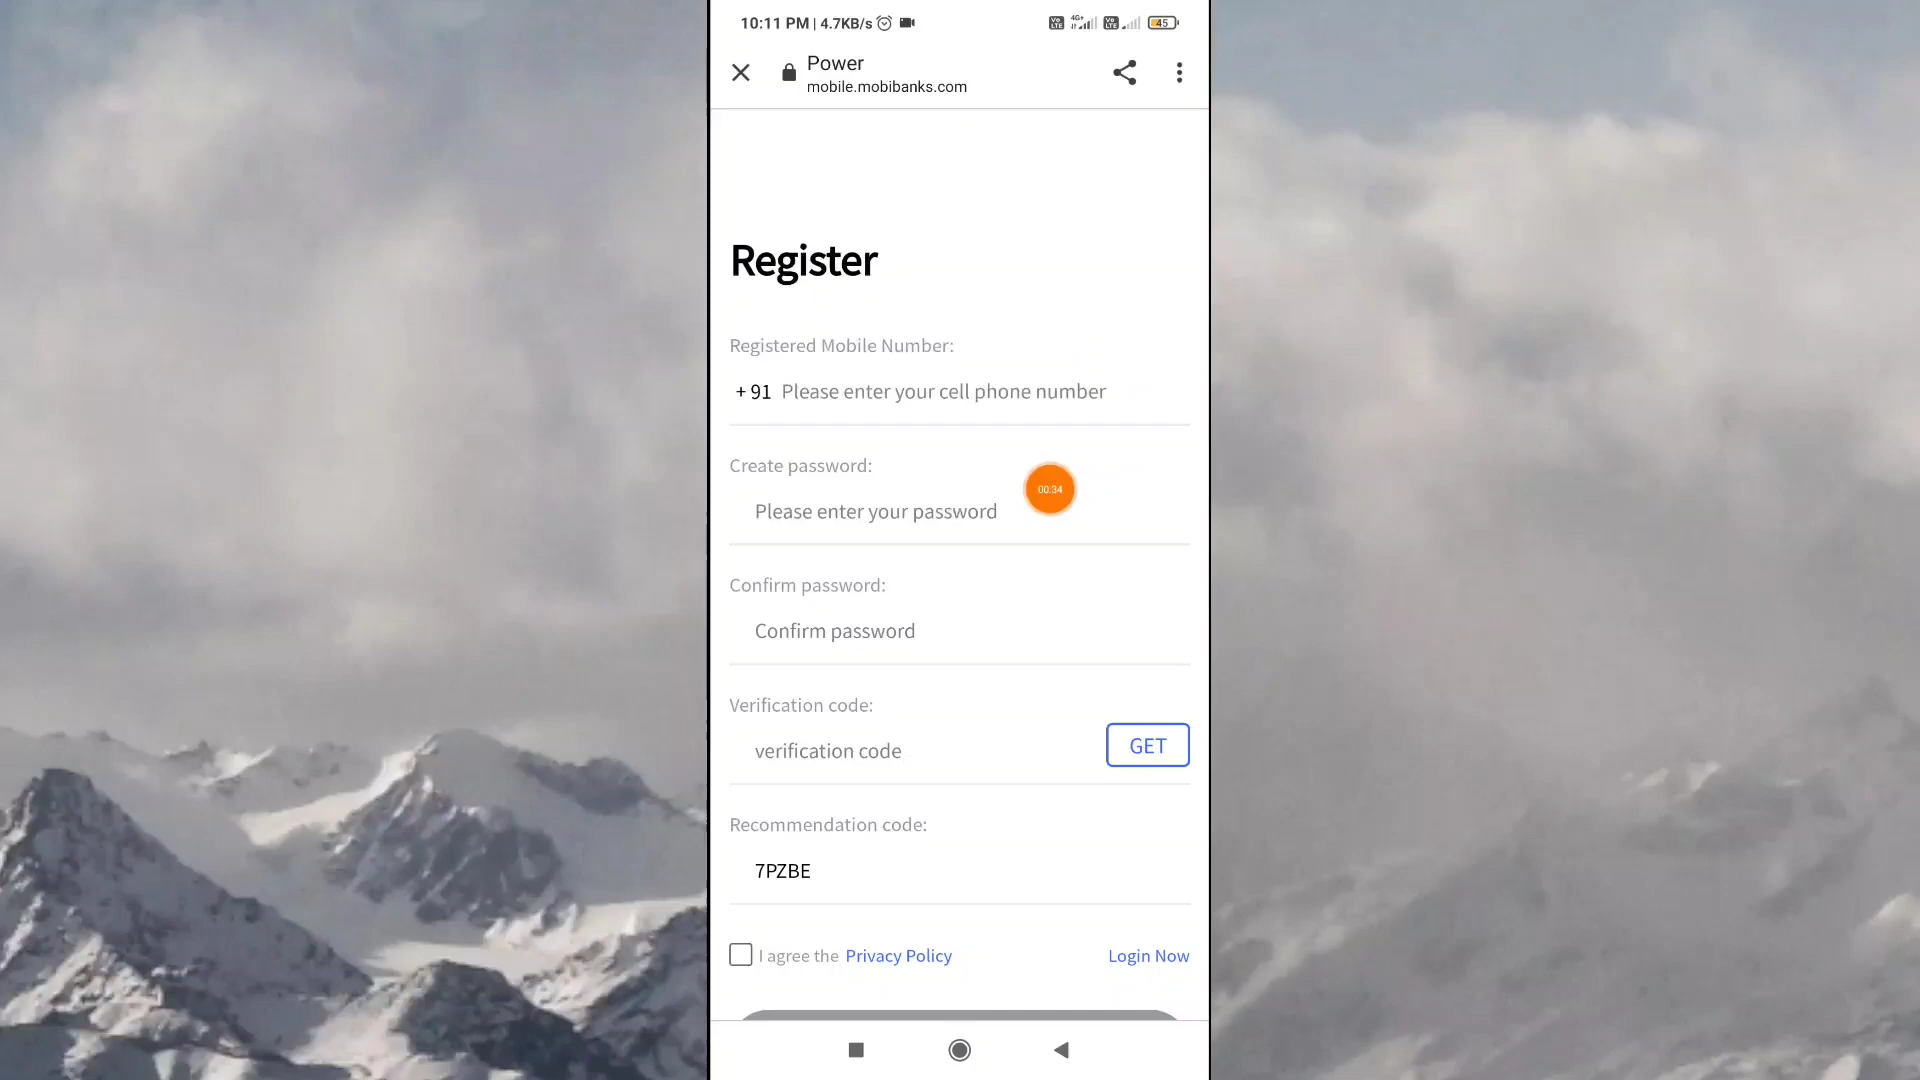 10:11 PM | 4.7KB/s
4G+
45
Power
mobile.mobibanks.com
Register
Registered Mobile Number:
+ 91 Please enter your cell phone number
Create password:
00:34
Please enter your password
Confirm password:
Confirm password
Verification code:
verification code
GET
Recommendation code:
7PZBE
I agree the Privacy Policy
Login Now